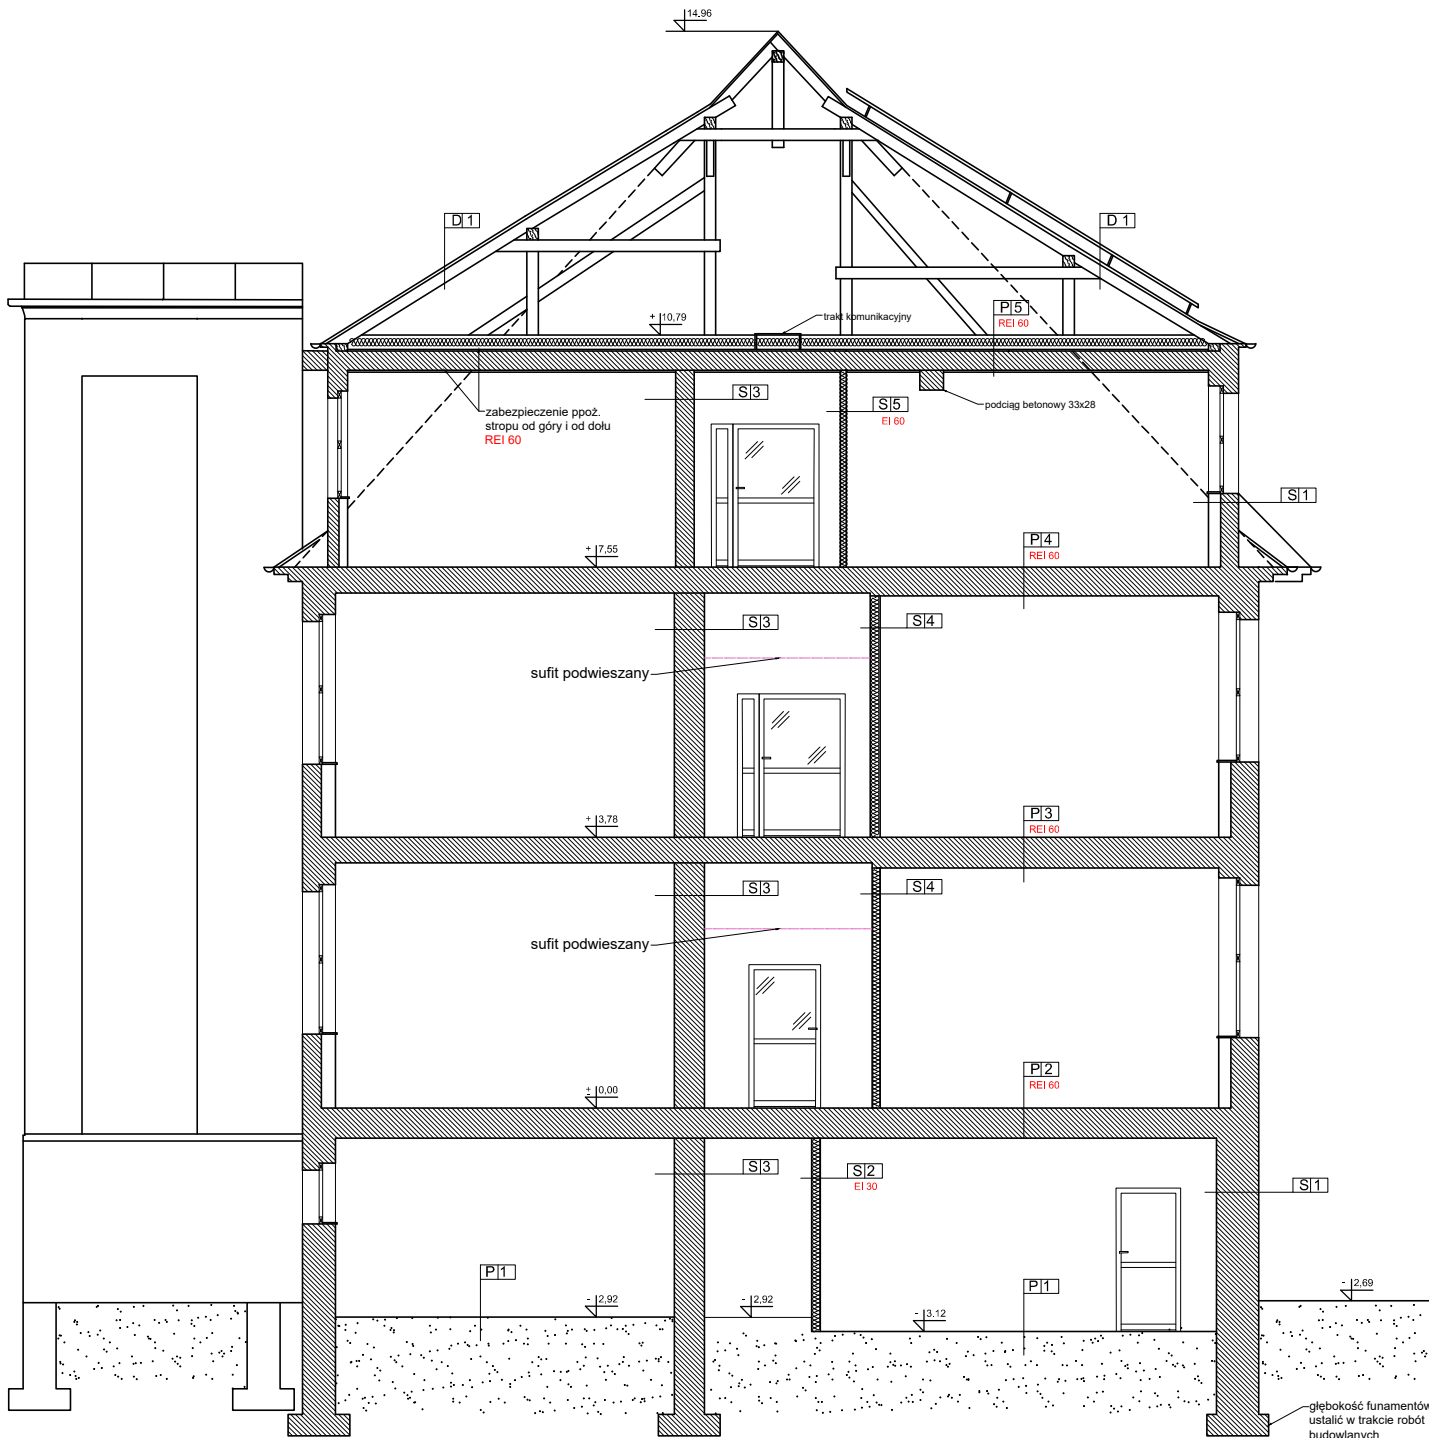 14.96
D 1
D 1
+ 10,79
trakt komunikacyjny
P 5
REI 60
S 3
S 5
EI 60
podciąg betonowy 33x28
zabezpieczenie ppoż.
stropu od góry i od dołu
REI 60
S 1
+ 7,55
P 4
REI 60
S 3
S 4
sufit podwieszany
+ 3,78
P 3
REI 60
S 3
S 4
sufit podwieszany
+ 0,00
P 2
REI 60
S 3
S 2
EI 30
S 1
P 1
- 2,92
- 2,92
- 3.12
P 1
- 2,69
głębokość funamentów
ustalić w trakcie robót
budowlanych